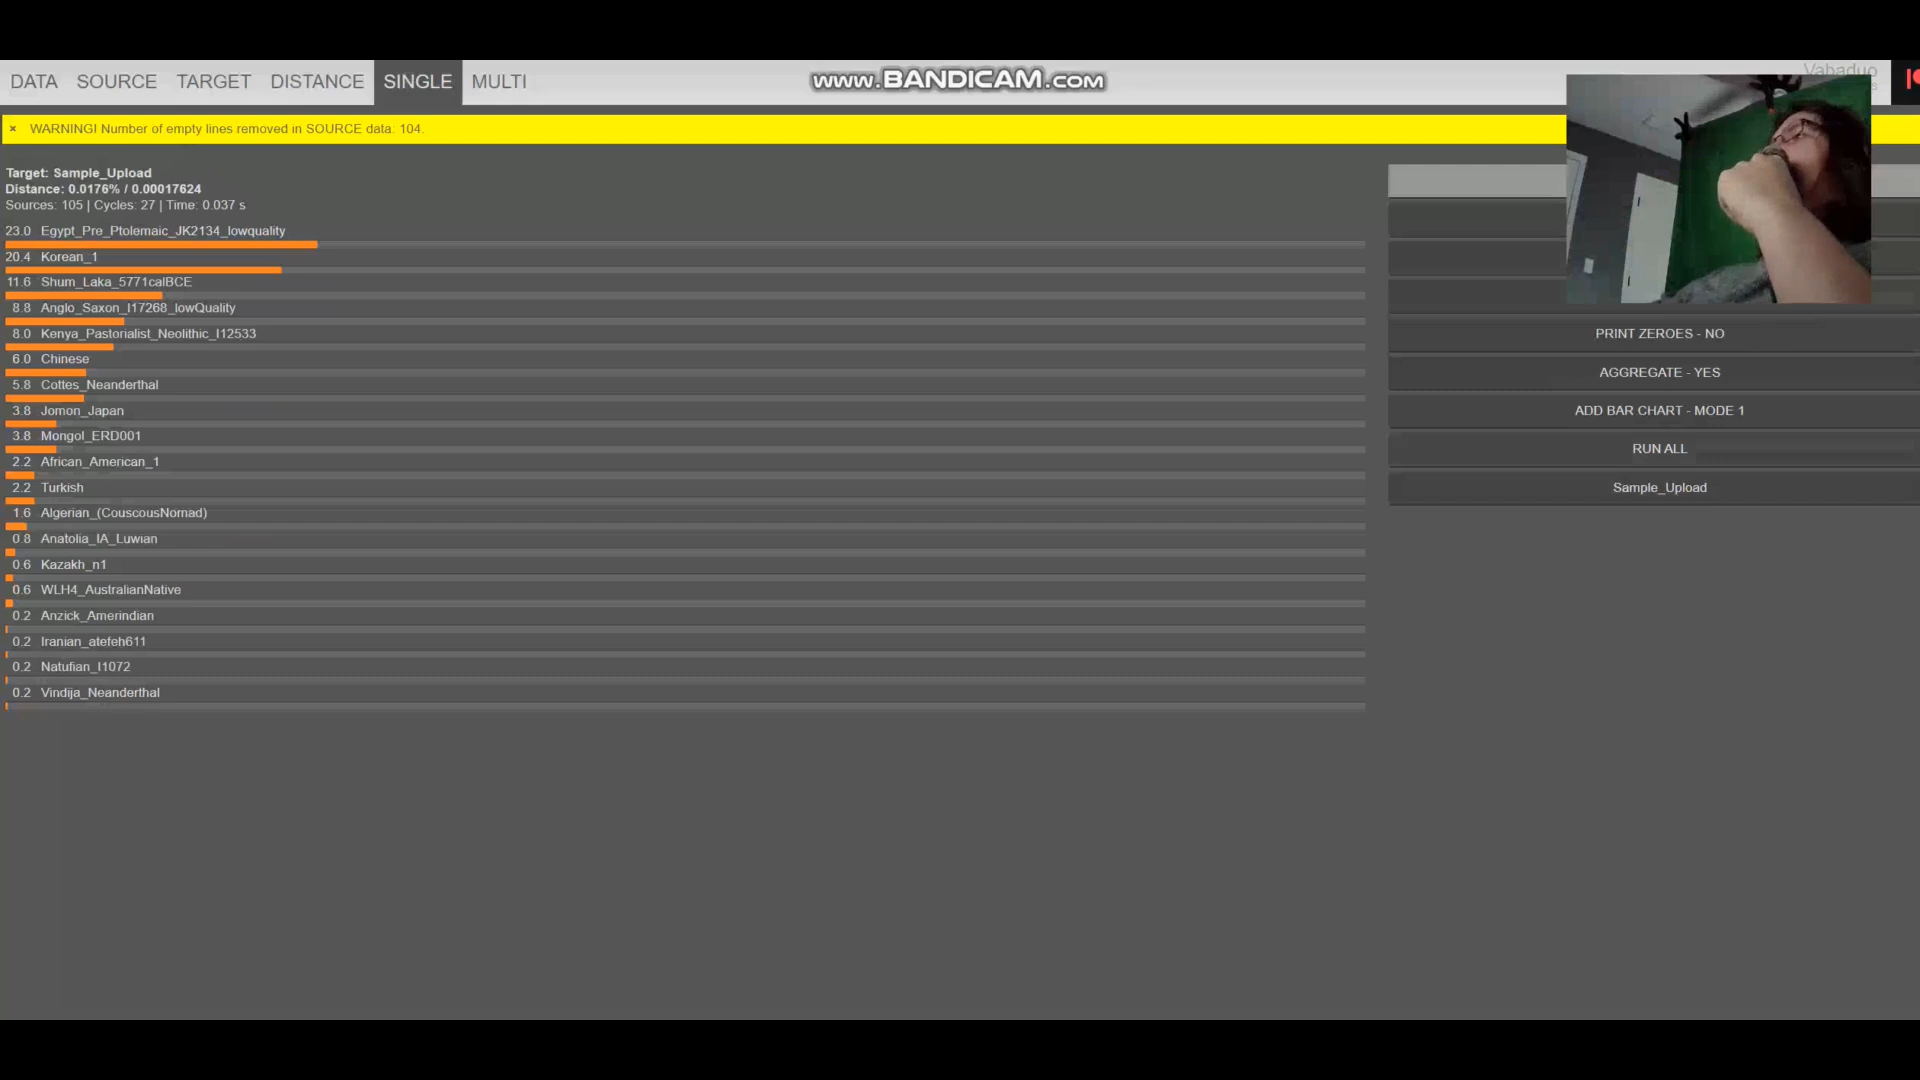 DATA SOURCE TARGET DISTANCE SINGLE MULTI
www.BANDICAM.com
Vahaduo
× WARNING! Number of empty lines removed in SOURCE data: 104.
Target: Sample_Upload
Distance: 0.0176% / 0.00017624
Sources: 105 | Cycles: 27 | Time: 0.037 s
23.0 Egypt_Pre_Ptolemaic_JK2134_lowquality
20.4 Korean_1
11.6 Shum_Laka_5771calBCE
8.8 Anglo_Saxon_I17268_lowQuality
8.0 Kenya_Pastorialist_Neolithic_I12533
6.0 Chinese
5.8 Cottes_Neanderthal
3.8 Jomon_Japan
3.8 Mongol_ERD001
2.2 African_American_1
2.2 Turkish
1.6 Algerian_(CouscousNomad)
0.8 Anatolia_IA_Luwian
0.6 Kazakh_n1
0.6 WLH4_AustralianNative
0.2 Anzick_Amerindian
0.2 Iranian_atefeh611
0.2 Natufian_I1072
0.2 Vindija_Neanderthal
PRINT ZEROES - NO
AGGREGATE - YES
ADD BAR CHART - MODE 1
RUN ALL
Sample_Upload